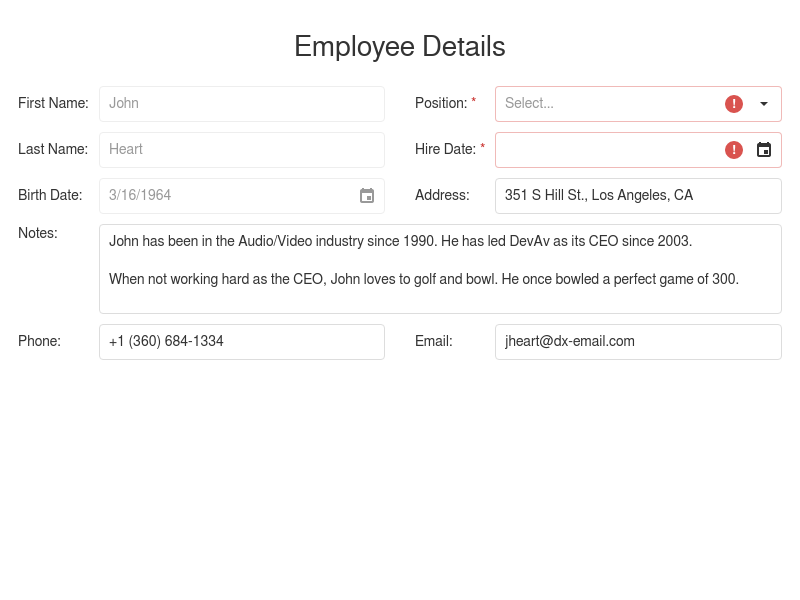 Employee Details
First Name: John
Position: * Select... !
Last Name: Heart
Hire Date: * !
Birth Date: 3/16/1964
Address: 351 S Hill St., Los Angeles, CA
Notes: John has been in the Audio/Video industry since 1990. He has led DevAv as its CEO since 2003.
When not working hard as the CEO, John loves to golf and bowl. He once bowled a perfect game of 300.
Phone: +1 (360) 684-1334
Email: jheart@dx-email.com